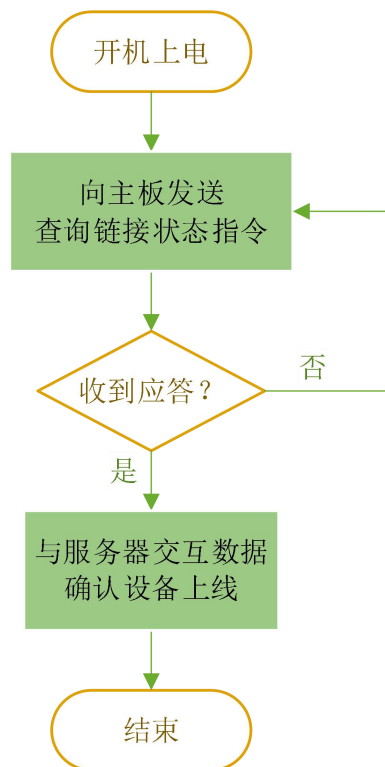 开机上电
向主板发送
查询链接状态指令
收到应答？
否
是
与服务器交互数据
确认设备上线
结束